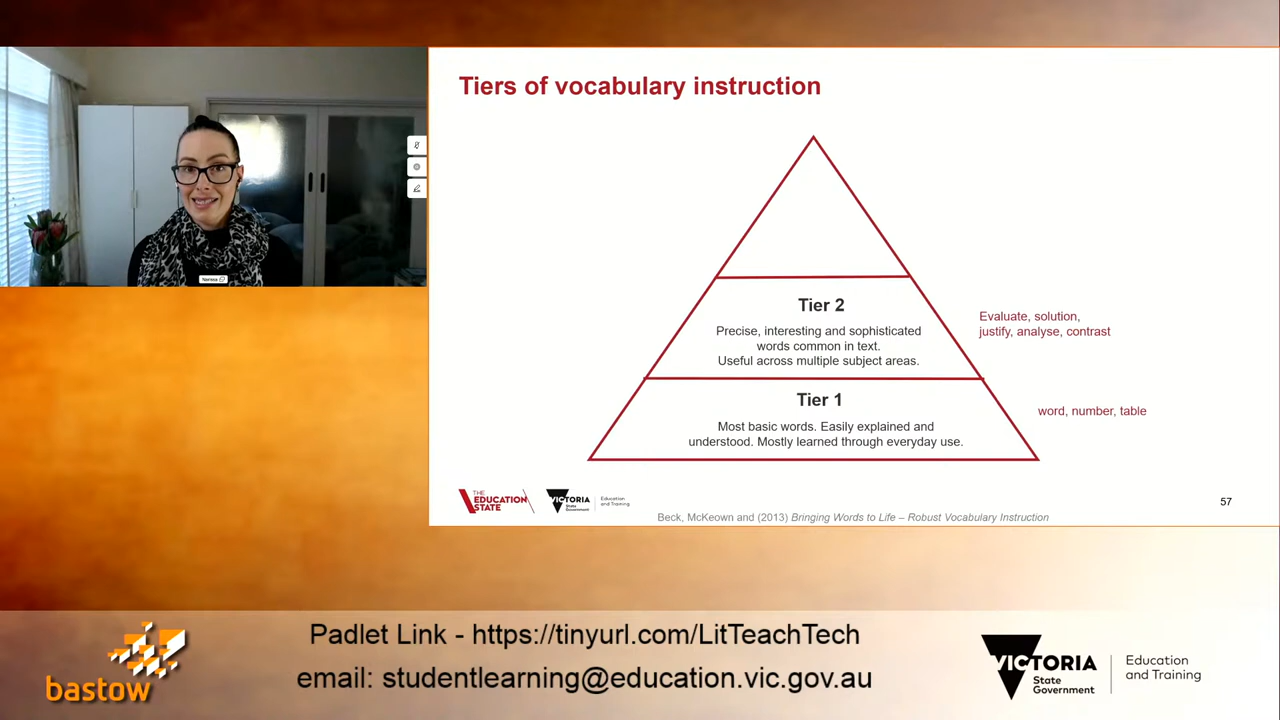 Tiers of vocabulary instruction
Tier 2
Precise, interesting and sophisticated
words common in text.
Useful across multiple subject areas.
Evaluate, solution,
justify, analyse, contrast
Tier 1
Most basic words. Easily explained and
understood. Mostly learned through everyday use.
word, number, table
THE
EDUCATION
STATE
VICTORIA
State
Government
Education
and Training
57
Beck, McKeown and (2013) Bringing Words to Life – Robust Vocabulary Instruction
Nerissa
bastow
Padlet Link - https://tinyurl.com/LitTeachTech
email: studentlearning@education.vic.gov.au
VICTORIA
State
Government
Education
and Training